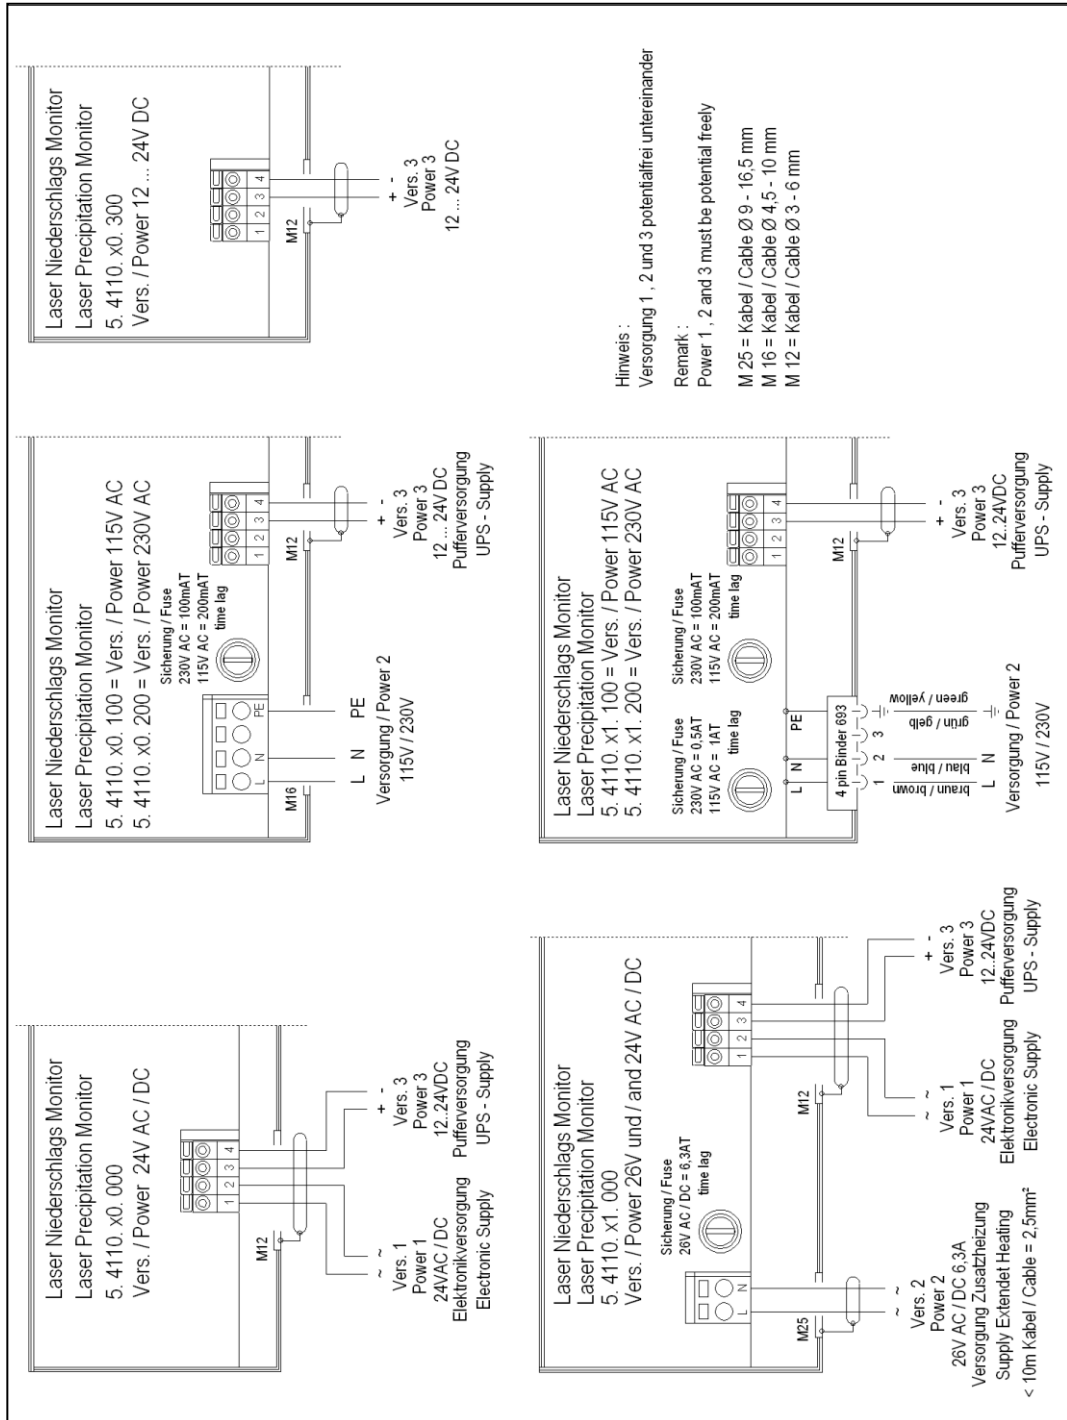 Laser Niederschlags Monitor
Laser Precipitation Monitor
5. 4110. x0. 000
Vers. / Power 24V AC / DC
1 2 3 4
M12
~ ~
Vers. 1
Power 1
24VAC / DC
Elektronikversorgung
Electronic Supply
+ -
Vers. 3
Power 3
12..24VDC
Pufferversorgung
UPS - Supply
Laser Niederschlags Monitor
Laser Precipitation Monitor
5. 4110. x0. 100 = Vers. / Power 115V AC
5. 4110. x0. 200 = Vers. / Power 230V AC
Sicherung / Fuse
230V AC = 100mAT
115V AC = 200mAT
time lag
L N PE
1 2 3 4
M16
M12
L N PE
Versorgung / Power 2
115V / 230V
+ -
Vers. 3
Power 3
12 ... 24V DC
Pufferversorgung
UPS - Supply
Laser Niederschlags Monitor
Laser Precipitation Monitor
5. 4110. x0. 300
Vers. / Power 12 ... 24V DC
1 2 3 4
M12
+ -
Vers. 3
Power 3
12 ... 24V DC
Laser Niederschlags Monitor
Laser Precipitation Monitor
5. 4110. x1. 000
Vers. / Power 26V und / and 24V AC / DC
Sicherung / Fuse
26V AC / DC = 6,3AT
time lag
L N
1 2 3 4
M25
M12
~ ~
Vers. 2
Power 2
26V AC / DC 6,3A
Versorgung Zusatzheizung
Supply Extendet Heating
< 10m Kabel / Cable = 2,5mm²
~ ~
Vers. 1
Power 1
24VAC / DC
Elektronikversorgung
Electronic Supply
+ -
Vers. 3
Power 3
12..24VDC
Pufferversorgung
UPS - Supply
Laser Niederschlags Monitor
Laser Precipitation Monitor
5. 4110. x1. 100 = Vers. / Power 115V AC
5. 4110. x1. 200 = Vers. / Power 230V AC
Sicherung / Fuse
230V AC = 0,5AT
115V AC = 1AT
time lag
Sicherung / Fuse
230V AC = 100mAT
115V AC = 200mAT
time lag
L N PE
1 2 3 4
4 pin Binder 693
1 2 3
M12
braun / brown
blau / blue
grün / gelb
green / yellow
L N
Versorgung / Power 2
115V / 230V
+ -
Vers. 3
Power 3
12..24VDC
Pufferversorgung
UPS - Supply
Hinweis :
Versorgung 1 , 2 und 3 potentialfrei untereinander
Remark :
Power 1 , 2 and 3 must be potential freely
M 25 = Kabel / Cable Ø 9 - 16,5 mm
M 16 = Kabel / Cable Ø 4,5 - 10 mm
M 12 = Kabel / Cable Ø 3 - 6 mm